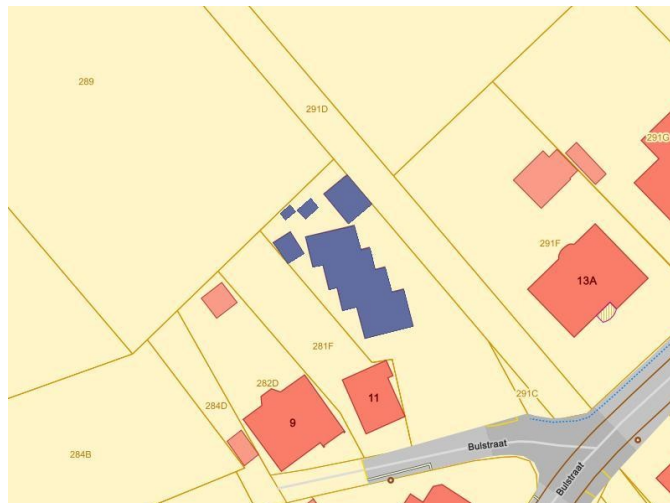 289
291D
291G
291F
13A
281F
282D
291C
11
284D
9
Bulstraat
284B
Bulstraat